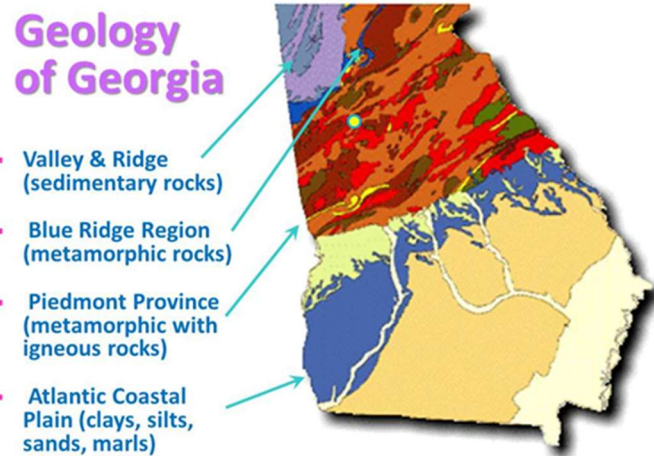 Geology
of Georgia
Valley & Ridge
(sedimentary rocks)
Blue Ridge Region
(metamorphic rocks)
Piedmont Province
(metamorphic with
igneous rocks)
Atlantic Coastal
Plain (clays, silts,
sands, marls)